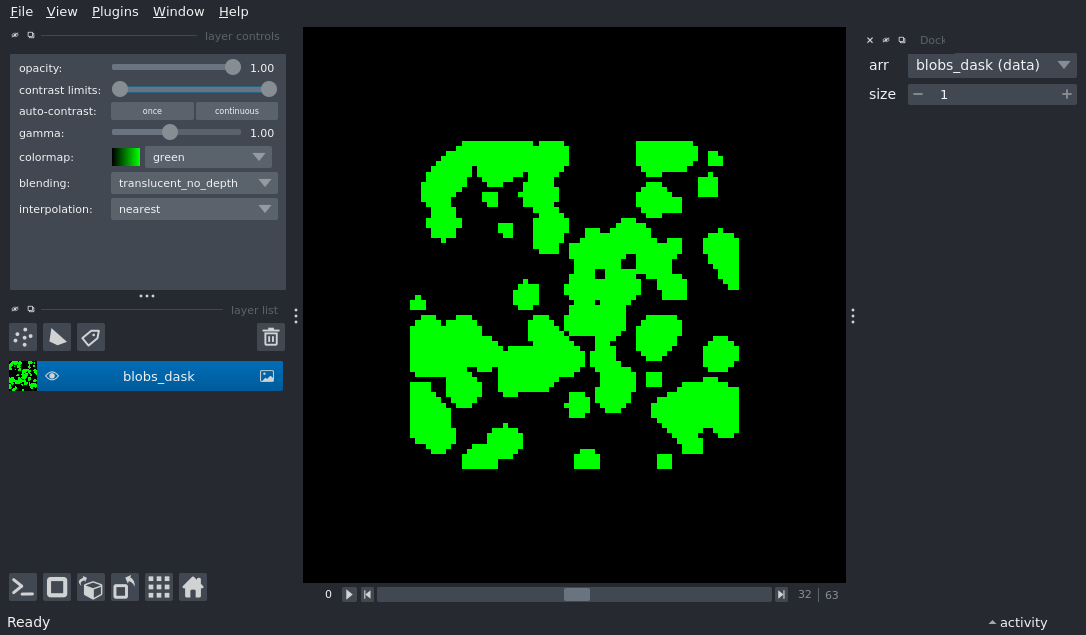 File View Plugins Window Help
layer controls
opacity: 1.00
contrast limits:
auto-contrast: once continuous
gamma: 1.00
colormap: green
blending: translucent_no_depth
interpolation: nearest
layer list
blobs_dask
0 32 63
Dock
arr blobs_dask (data)
size 1
Ready
activity